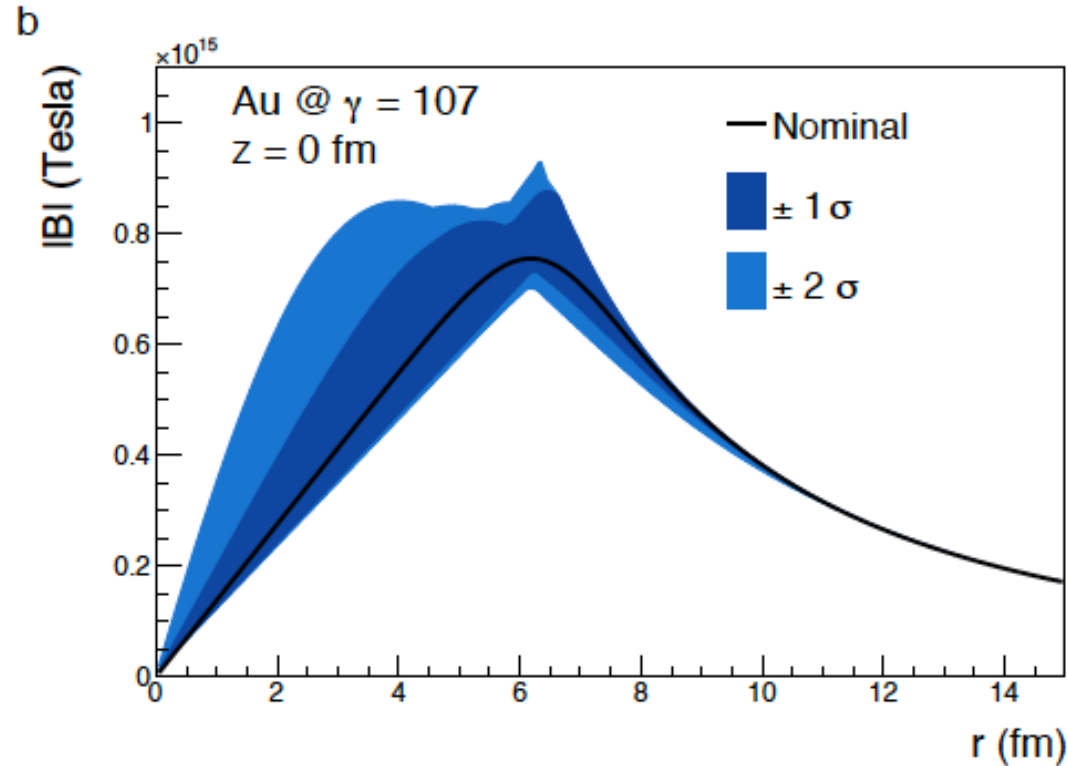 b
×10¹⁵
|B| (Tesla)
Au @ γ = 107
z = 0 fm
Nominal
± 1 σ
± 2 σ
1
0.8
0.6
0.4
0.2
0
0 2 4 6 8 10 12 14
r (fm)